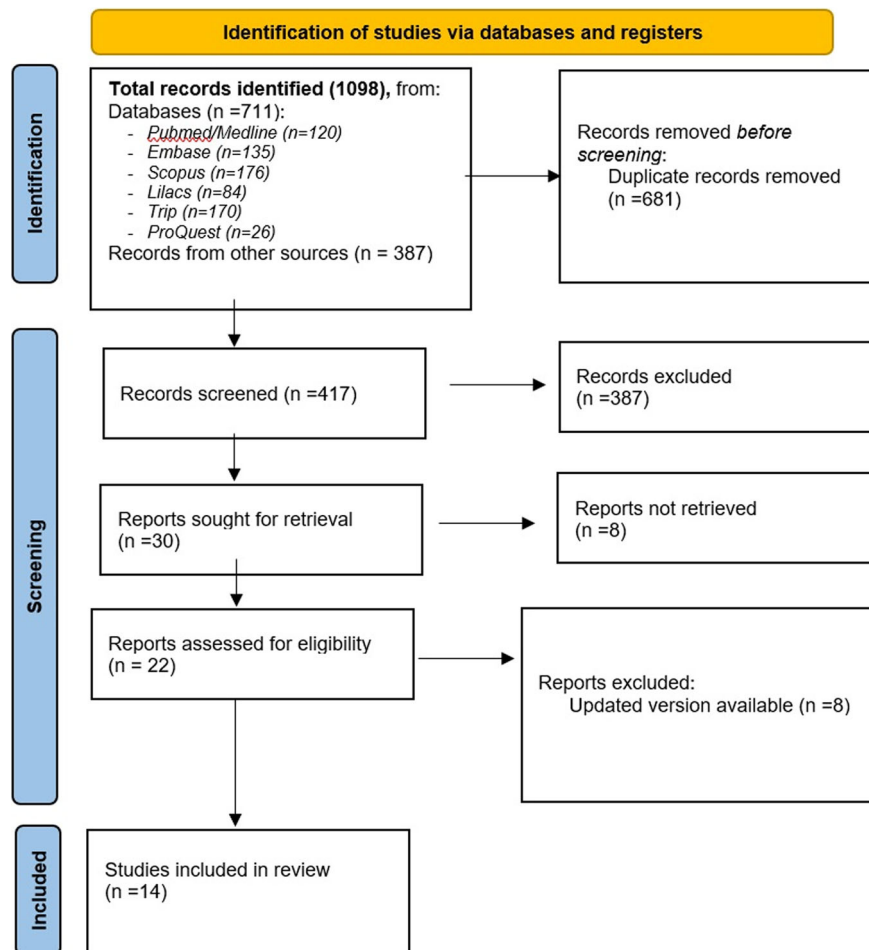 Identification of studies via databases and registers
Identification
Total records identified (1098), from:
Databases (n =711):
- Pubmed/Medline (n=120)
- Embase (n=135)
- Scopus (n=176)
- Lilacs (n=84)
- Trip (n=170)
- ProQuest (n=26)
Records from other sources (n = 387)
Records removed before
screening:
Duplicate records removed
(n =681)
Screening
Records screened (n =417)
Records excluded
(n =387)
Reports sought for retrieval
(n =30)
Reports not retrieved
(n =8)
Reports assessed for eligibility
(n = 22)
Reports excluded:
Updated version available (n =8)
Included
Studies included in review
(n =14)